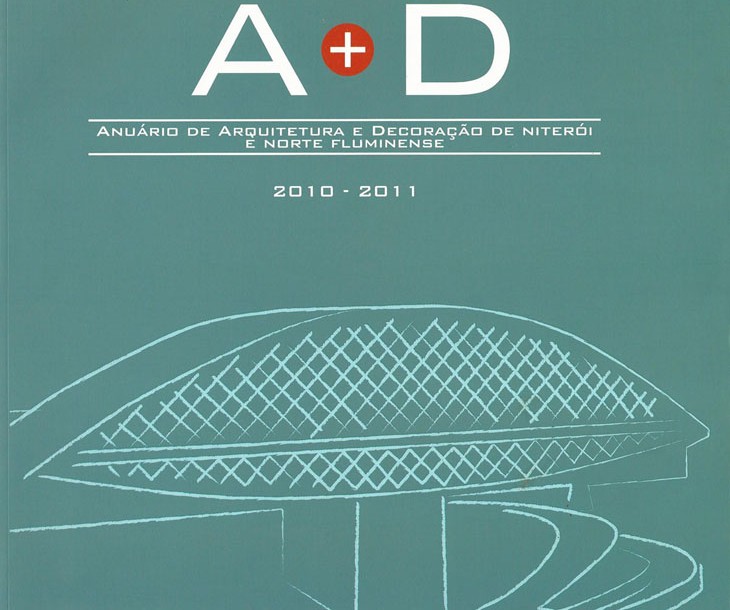 A+D
ANUÁRIO DE ARQUITETURA E DECORAÇÃO DE NITERÓI
E NORTE FLUMINENSE
2010 - 2011